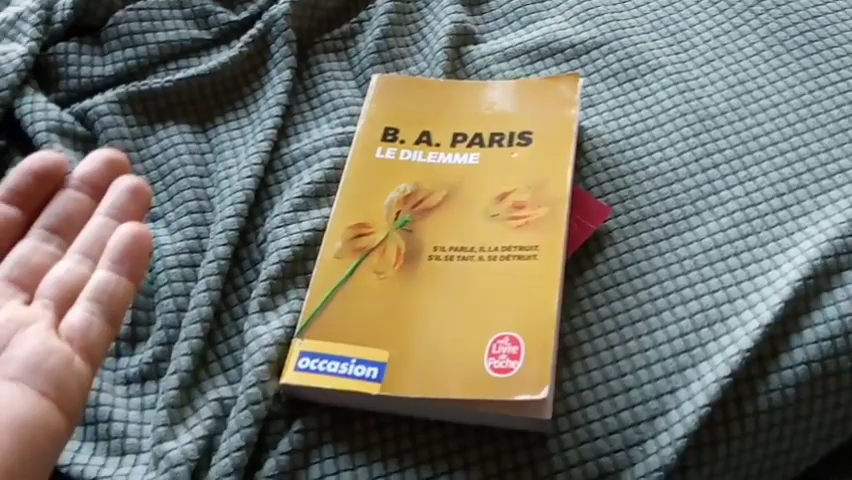 B. A. PARIS
LE DILEMME
S'IL PARLE, IL LA DÉTRUIT,
S'IL SE TAIT, IL SE DÉTRUIT.
Le
Livre
de
Poche
occasion